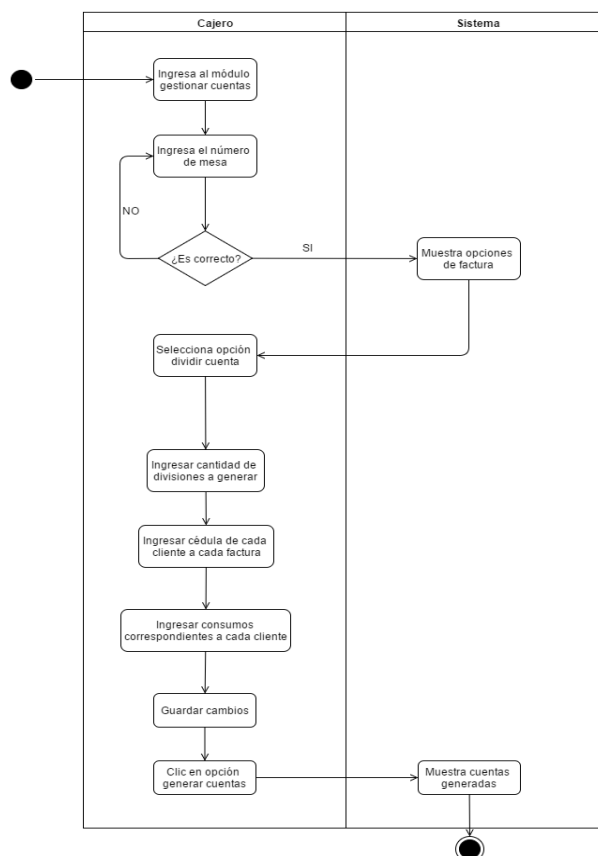 Cajero
Sistema
Ingresa al módulo
gestionar cuentas
Ingresa el número
de mesa
NO
¿Es correcto?
SI
Muestra opciones
de factura
Selecciona opción
dividir cuenta
Ingresar cantidad de
divisiones a generar
Ingresar cédula de cada
cliente a cada factura
Ingresar consumos
correspondientes a cada cliente
Guardar cambios
Clic en opción
generar cuentas
Muestra cuentas
generadas